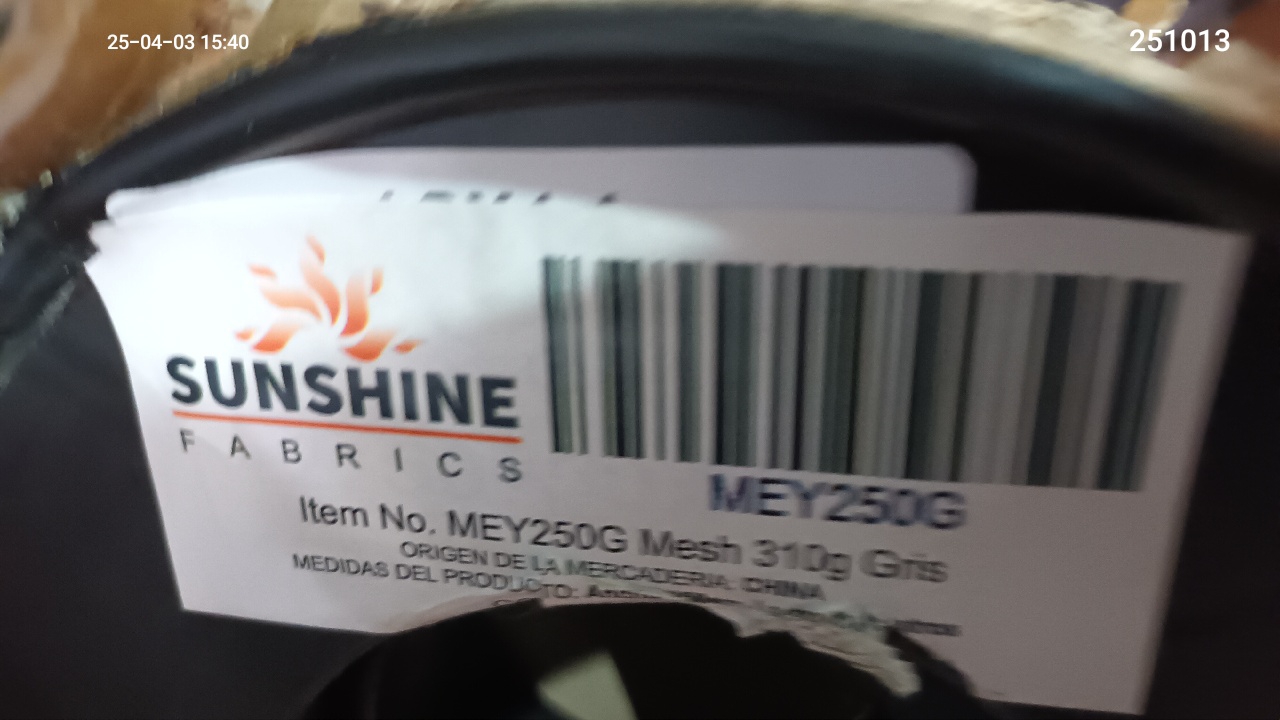 25-04-03 15:40
251013
SUNSHINE
FABRICS
MEY250G
Item No. MEY250G Mesh 310g Gris
ORIGEN DE LA MERCADERIA: CHINA
MEDIDAS DEL PRODUCTO: